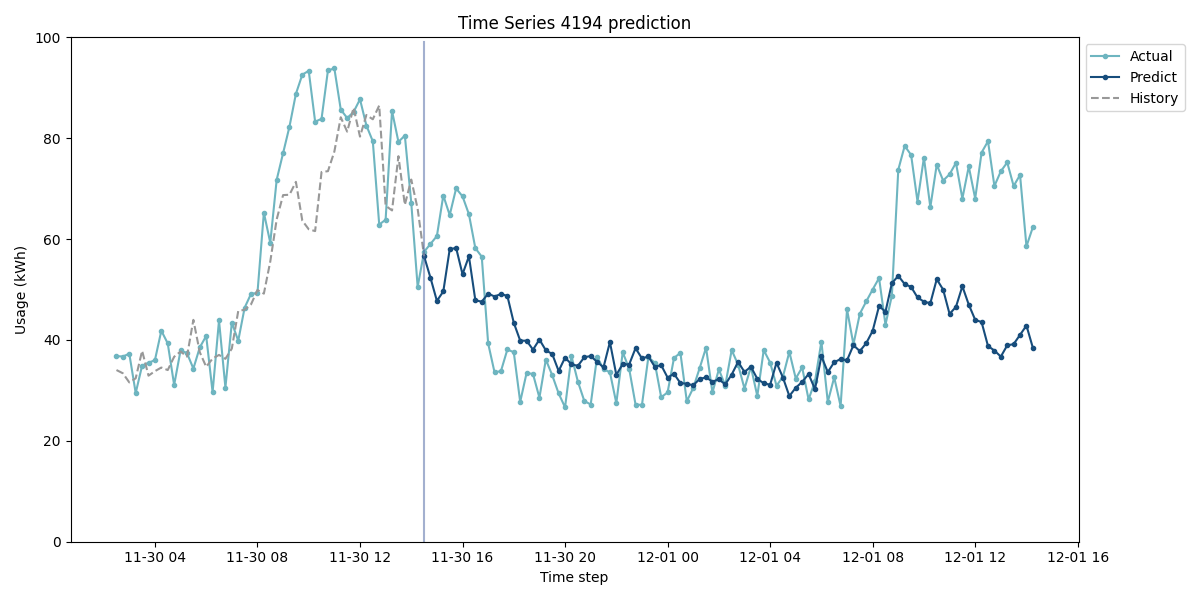 Time Series 4194 prediction
100
80
60
40
20
0
Usage (kWh)
11-30 04
11-30 08
11-30 12
11-30 16
11-30 20
12-01 00
12-01 04
12-01 08
12-01 12
12-01 16
Time step
Actual
Predict
History